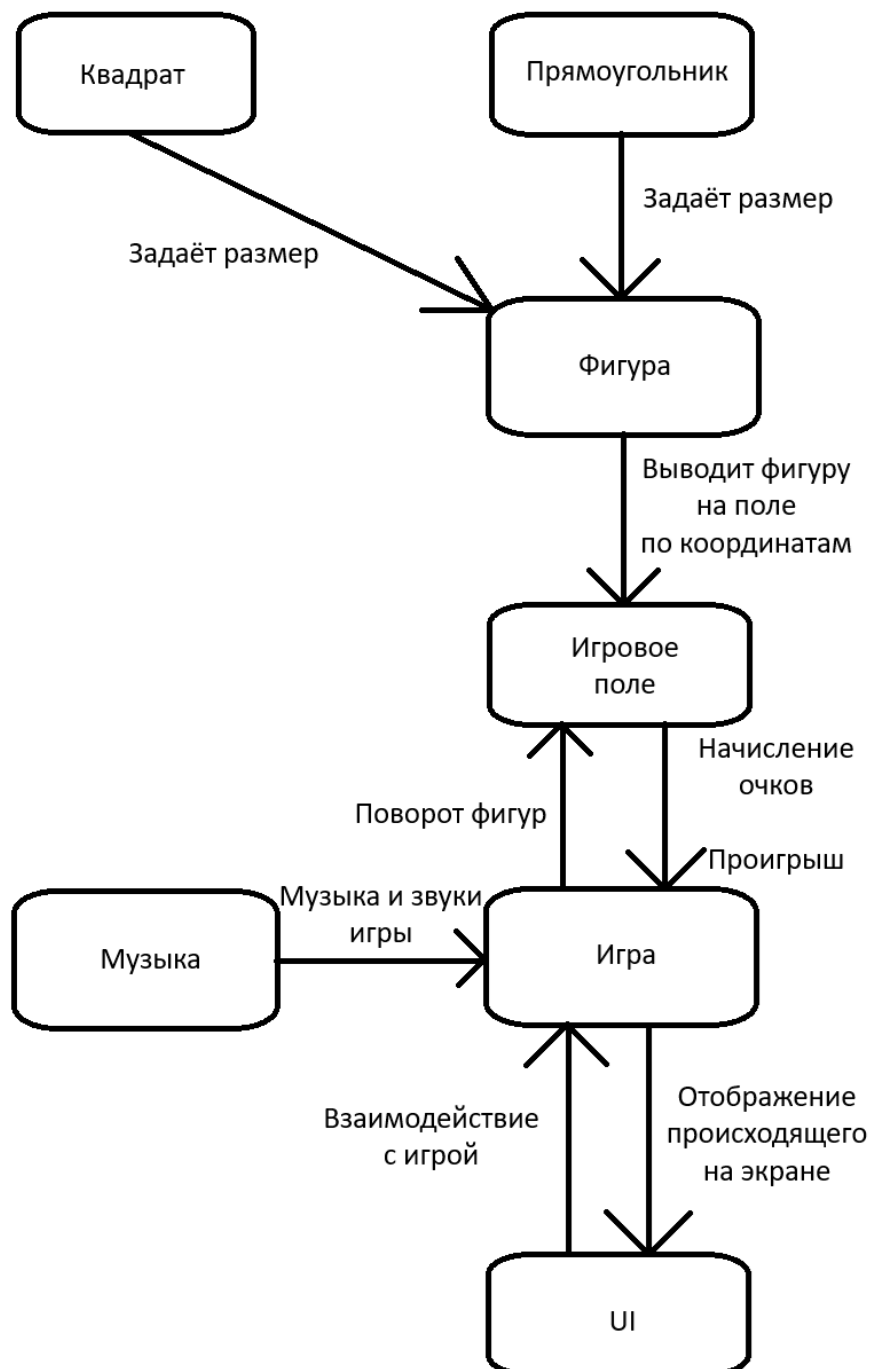 Квадрат
Прямоугольник
Задаёт размер
Задаёт размер
Фигура
Выводит фигуру
на поле
по координатам
Игровое
поле
Начисление
очков
Поворот фигур
Проигрыш
Музыка и звуки
игры
Музыка
Игра
Взаимодействие
с игрой
Отображение
происходящего
на экране
UI